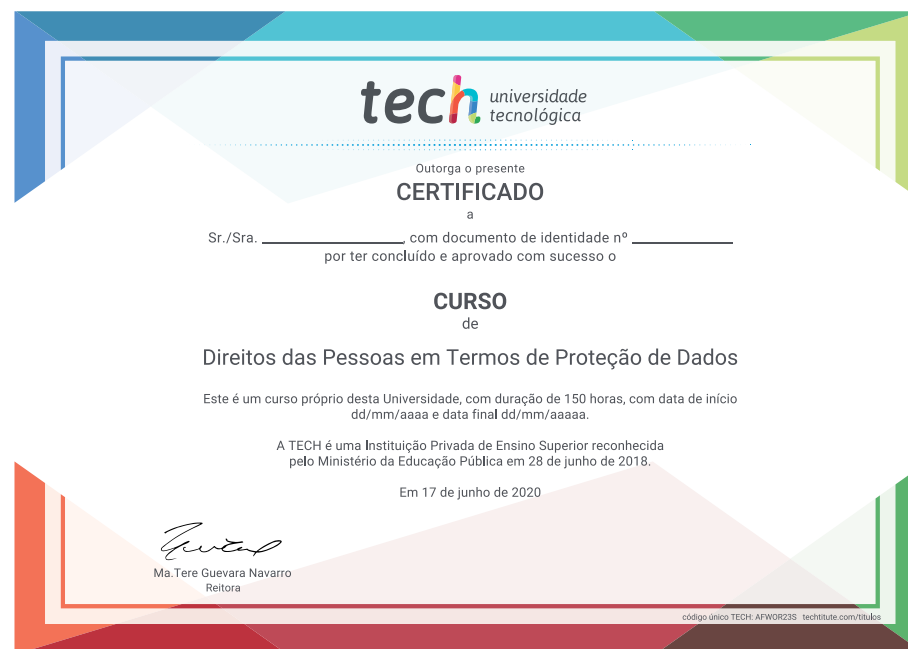 tech universidade
tecnológica
Outorga o presente
CERTIFICADO
a
Sr./Sra. ____________________, com documento de identidade nº ______________
por ter concluído e aprovado com sucesso o
CURSO
de
Direitos das Pessoas em Termos de Proteção de Dados
Este é um curso próprio desta Universidade, com duração de 150 horas, com data de início
dd/mm/aaaa e data final dd/mm/aaaaa.
A TECH é uma Instituição Privada de Ensino Superior reconhecida
pelo Ministério da Educação Pública em 28 de junho de 2018.
Em 17 de junho de 2020
Ma.Tere Guevara Navarro
Reitora
código único TECH: AFWOR23S techtitute.com/titulos